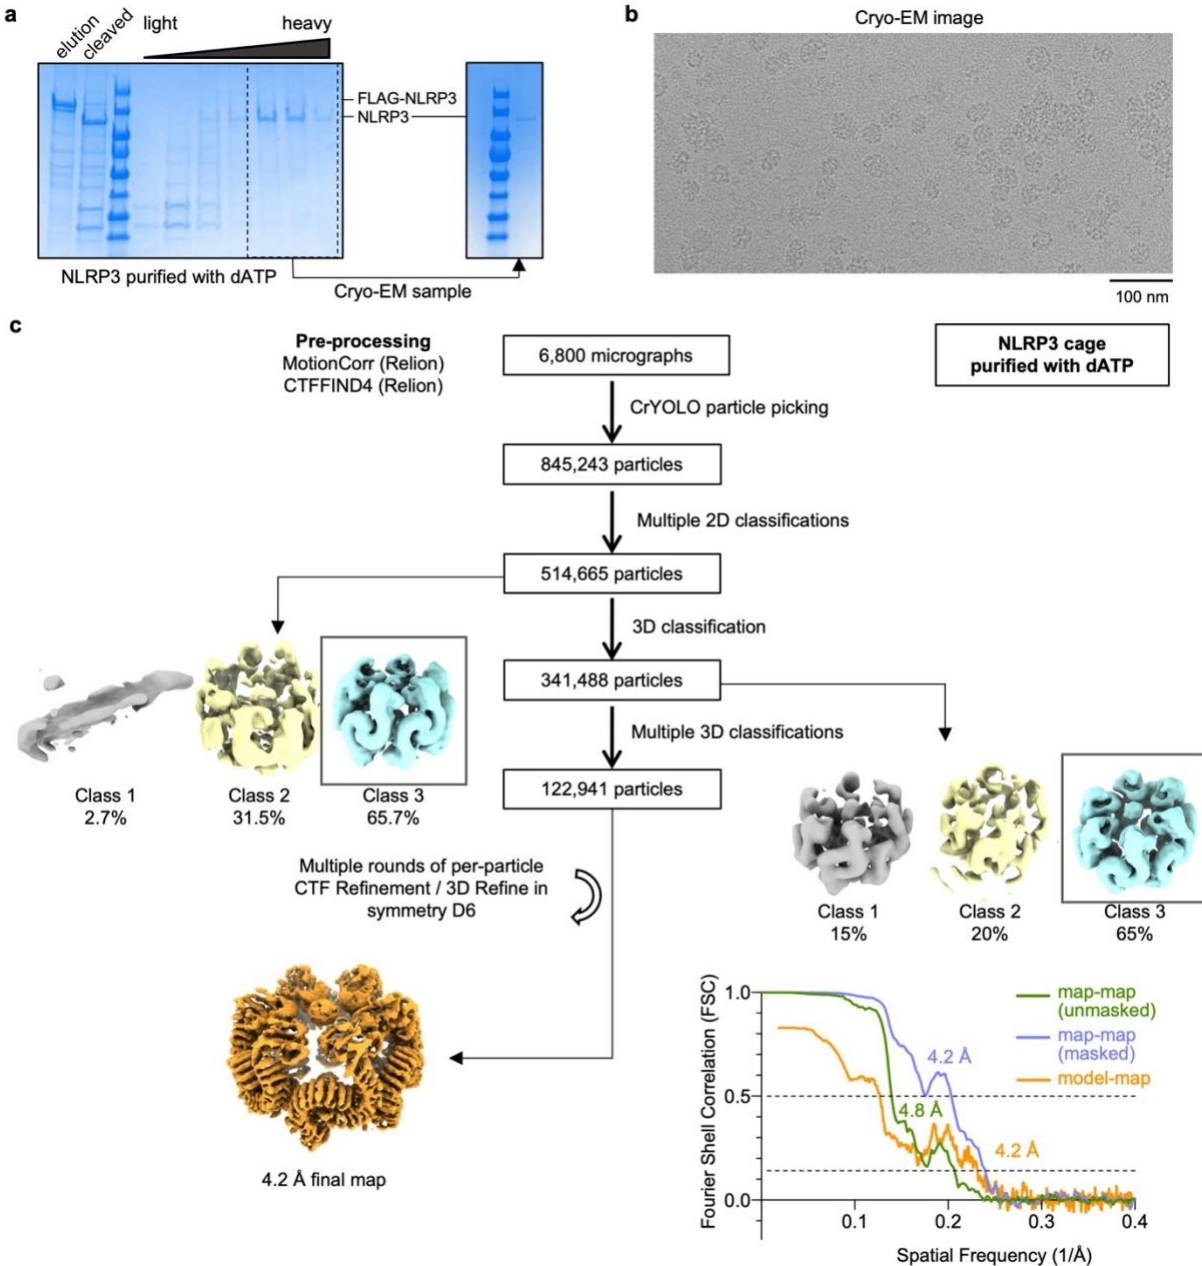 a
elution
cleaved
light
heavy
FLAG-NLRP3
NLRP3
NLRP3 purified with dATP
Cryo-EM sample
b
Cryo-EM image
100 nm
c
Pre-processing
MotionCorr (Relion)
CTFFIND4 (Relion)
6,800 micrographs
NLRP3 cage
purified with dATP
CrYOLO particle picking
845,243 particles
Multiple 2D classifications
514,665 particles
3D classification
341,488 particles
Multiple 3D classifications
122,941 particles
Class 1
2.7%
Class 2
31.5%
Class 3
65.7%
Multiple rounds of per-particle
CTF Refinement / 3D Refine in
symmetry D6
Class 1
15%
Class 2
20%
Class 3
65%
4.2 Å final map
Fourier Shell Correlation (FSC)
1.0
0.5
0.0
map-map
(unmasked)
map-map
(masked)
model-map
4.2 Å
4.8 Å
4.2 Å
0.1
0.2
0.3
0.4
Spatial Frequency (1/Å)